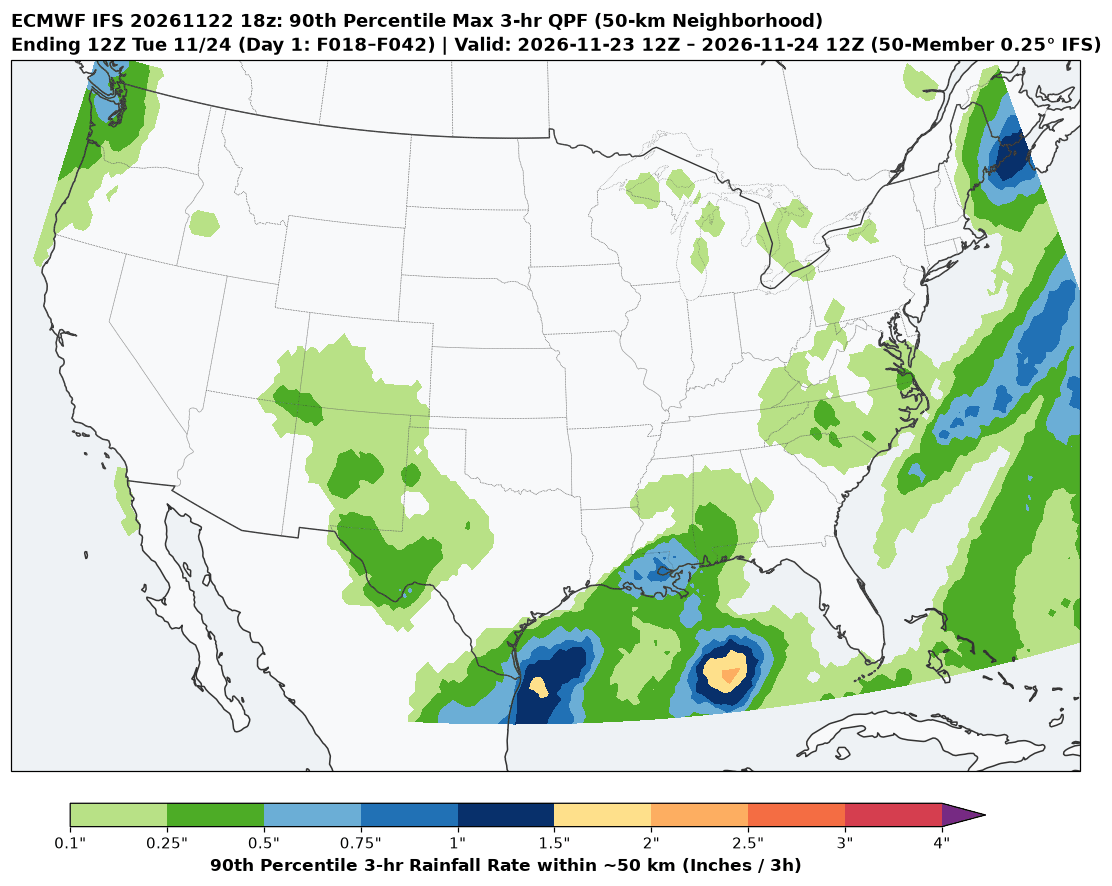 ECMWF IFS 20261122 18z: 90th Percentile Max 3-hr QPF (50-km Neighborhood)
Ending 12Z Tue 11/24 (Day 1: F018–F042) | Valid: 2026-11-23 12Z – 2026-11-24 12Z (50-Member 0.25° IFS)
0.1" 0.25" 0.5" 0.75" 1" 1.5" 2" 2.5" 3" 4"
90th Percentile 3-hr Rainfall Rate within ~50 km (Inches / 3h)